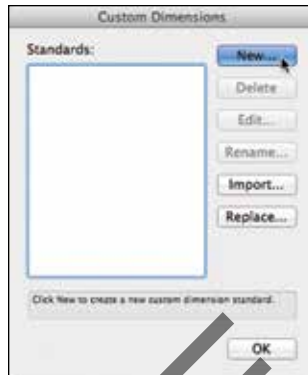 Custom Dimensions
Standards:
New...
Delete
Edit...
Rename...
Import...
Replace...
Click New to create a new custom dimension standard.
OK